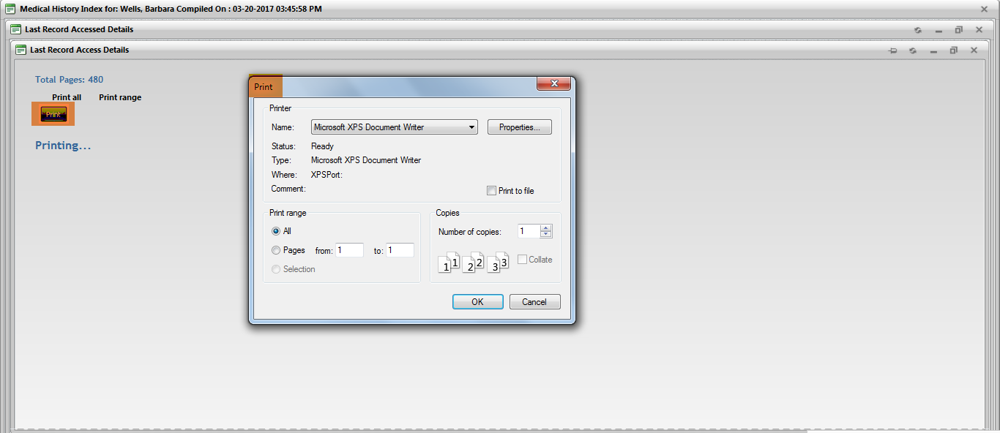 Medical History Index for: Wells, Barbara Compiled On : 03-20-2017 03:45:58 PM
Last Record Accessed Details
Last Record Access Details
Total Pages: 480
Print all Print range
Print
Printing...
Print
Printer
Name: Microsoft XPS Document Writer Properties...
Status: Ready
Type: Microsoft XPS Document Writer
Where: XPSPort:
Comment:
Print to file
Print range
All
Pages from: 1 to: 1
Selection
Copies
Number of copies: 1
1 1 2 2 3 3 Collate
OK Cancel